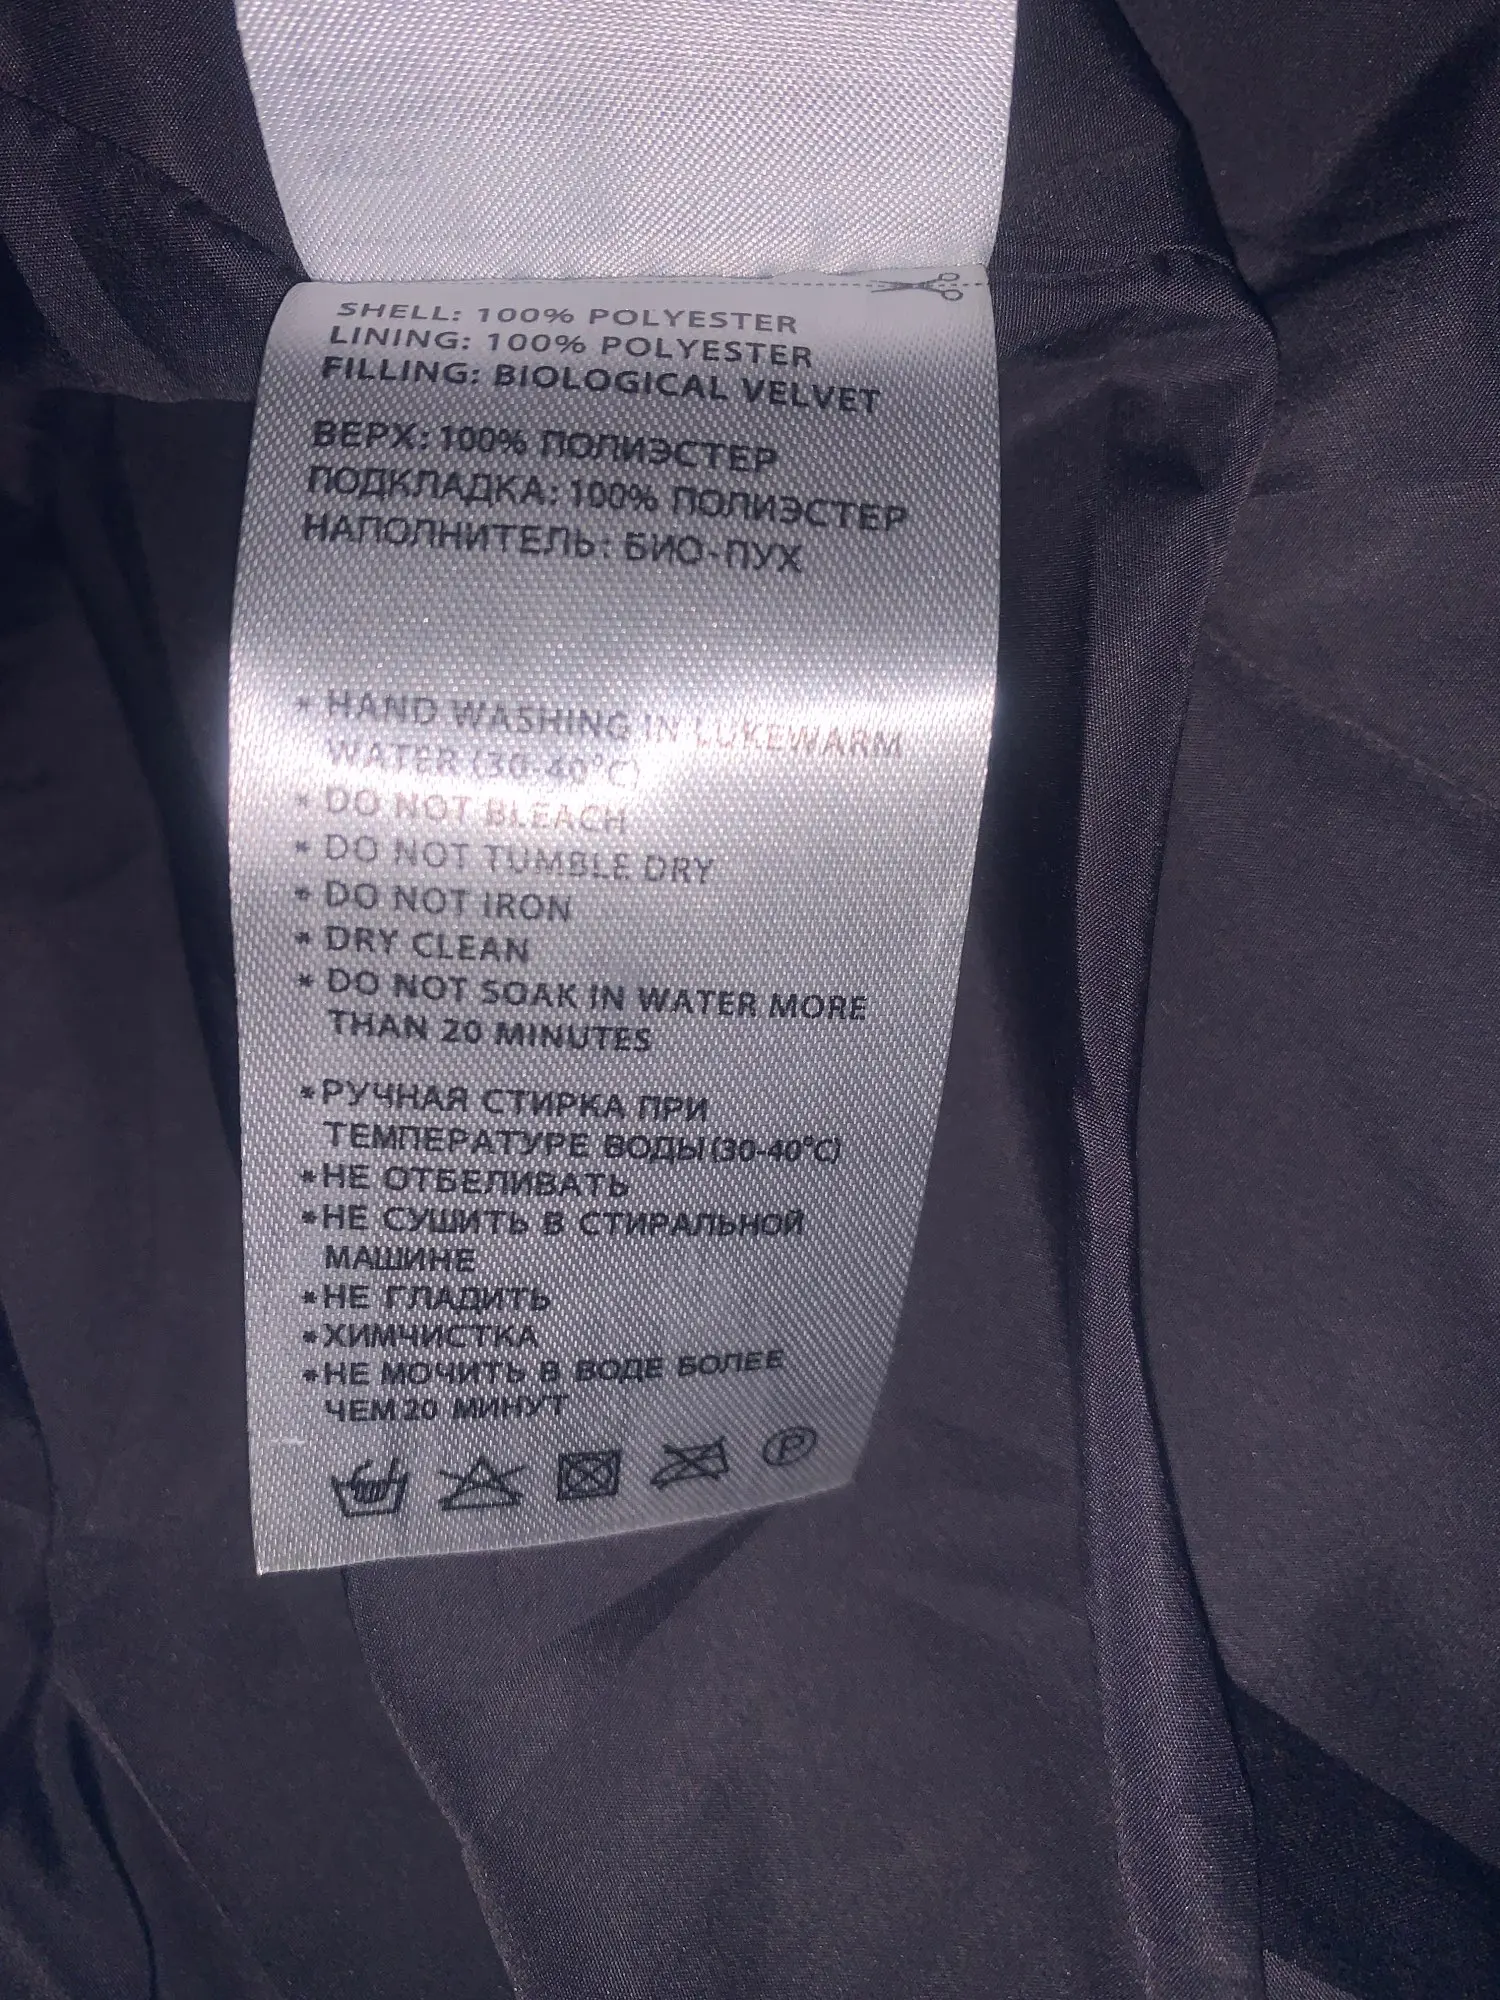 SHELL: 100% POLYESTER
LINING: 100% POLYESTER
FILLING: BIOLOGICAL VELVET
ВЕРХ: 100% ПОЛИЭСТЕР
ПОДКЛАДКА: 100% ПОЛИЭСТЕР
НАПОЛНИТЕЛЬ: БИО-ПУХ
* HAND WASHING IN LUKEWARM
WATER (30-40°C)
* DO NOT BLEACH
* DO NOT TUMBLE DRY
* DO NOT IRON
* DRY CLEAN
* DO NOT SOAK IN WATER MORE
THAN 20 MINUTES
*РУЧНАЯ СТИРКА ПРИ
ТЕМПЕРАТУРЕ ВОДЫ(30-40°C)
*НЕ ОТБЕЛИВАТЬ
*НЕ СУШИТЬ В СТИРАЛЬНОЙ
МАШИНЕ
*НЕ ГЛАДИТЬ
*ХИМЧИСТКА
*НЕ МОЧИТЬ В ВОДЕ БОЛЕЕ
ЧЕМ 20 МИНУТ
P